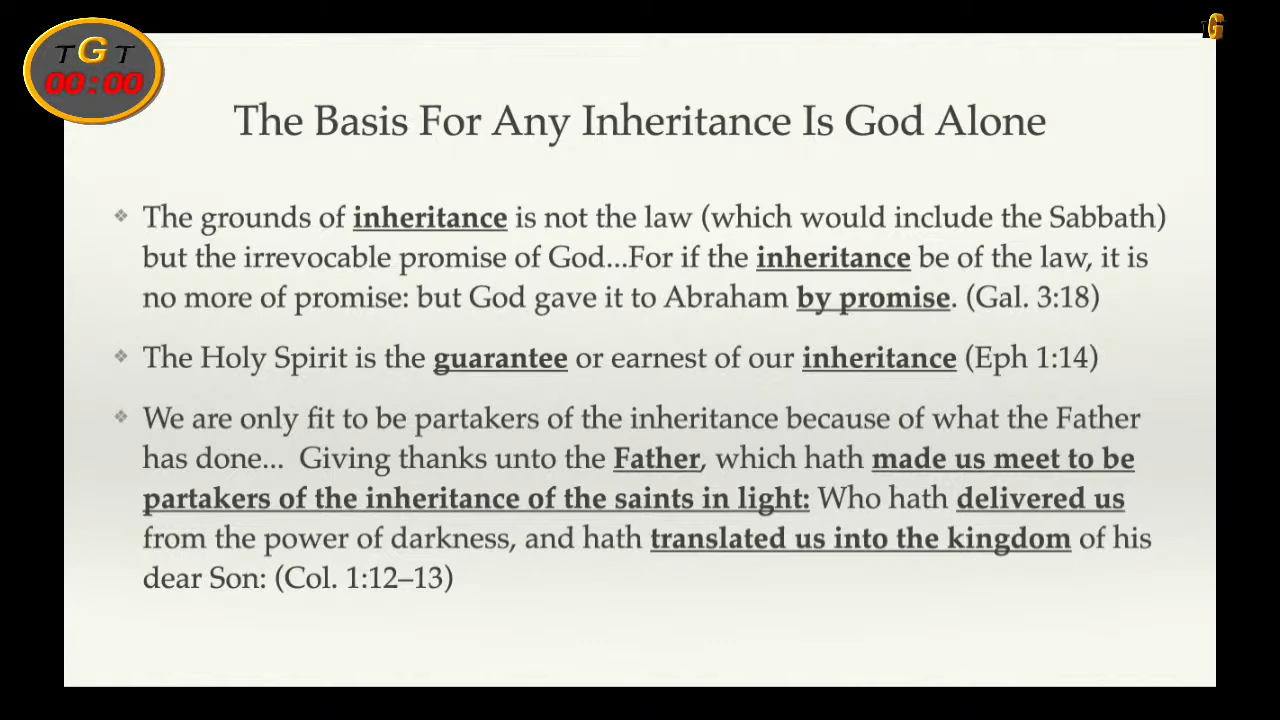 TGT
00:00
TGT
The Basis For Any Inheritance Is God Alone
The grounds of inheritance is not the law (which would include the Sabbath)
but the irrevocable promise of God...For if the inheritance be of the law, it is
no more of promise: but God gave it to Abraham by promise. (Gal. 3:18)
The Holy Spirit is the guarantee or earnest of our inheritance (Eph 1:14)
We are only fit to be partakers of the inheritance because of what the Father
has done... Giving thanks unto the Father, which hath made us meet to be
partakers of the inheritance of the saints in light: Who hath delivered us
from the power of darkness, and hath translated us into the kingdom of his
dear Son: (Col. 1:12–13)